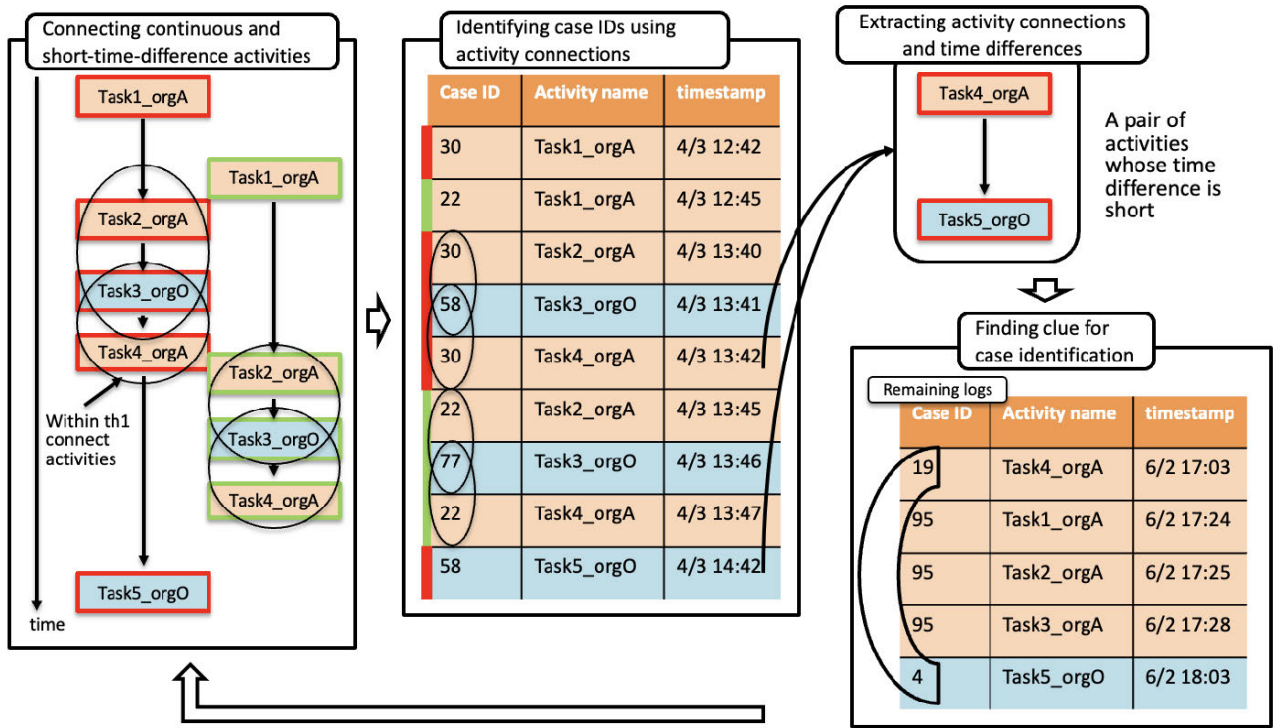 Connecting continuous and
short-time-difference activities
Task1_orgA
Task1_orgA
Task2_orgA
Task3_orgO
Task4_orgA
Task2_orgA
Within th1
connect
activities
Task3_orgO
Task4_orgA
Task5_orgO
time
Identifying case IDs using
activity connections
Case ID Activity name timestamp
30 Task1_orgA 4/3 12:42
22 Task1_orgA 4/3 12:45
30 Task2_orgA 4/3 13:40
58 Task3_orgO 4/3 13:41
30 Task4_orgA 4/3 13:42
22 Task2_orgA 4/3 13:45
77 Task3_orgO 4/3 13:46
22 Task4_orgA 4/3 13:47
58 Task5_orgO 4/3 14:42
Extracting activity connections
and time differences
Task4_orgA
Task5_orgO
A pair of
activities
whose time
difference is
short
Finding clue for
case identification
Remaining logs
Case ID Activity name timestamp
19 Task4_orgA 6/2 17:03
95 Task1_orgA 6/2 17:24
95 Task2_orgA 6/2 17:25
95 Task3_orgA 6/2 17:28
4 Task5_orgO 6/2 18:03